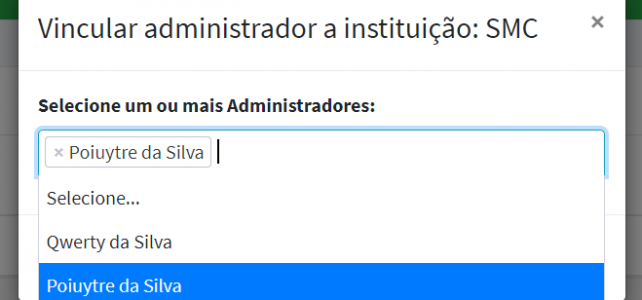 Vincular administrador a instituição: SMC
×
Selecione um ou mais Administradores:
× Poiuytre da Silva
Selecione...
Qwerty da Silva
Poiuytre da Silva